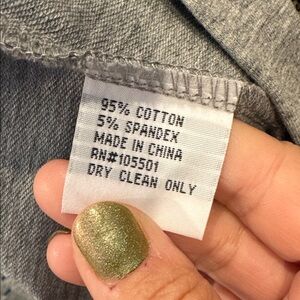 95% COTTON
5% SPANDEX
MADE IN CHINA
RN#105501
DRY CLEAN ONLY